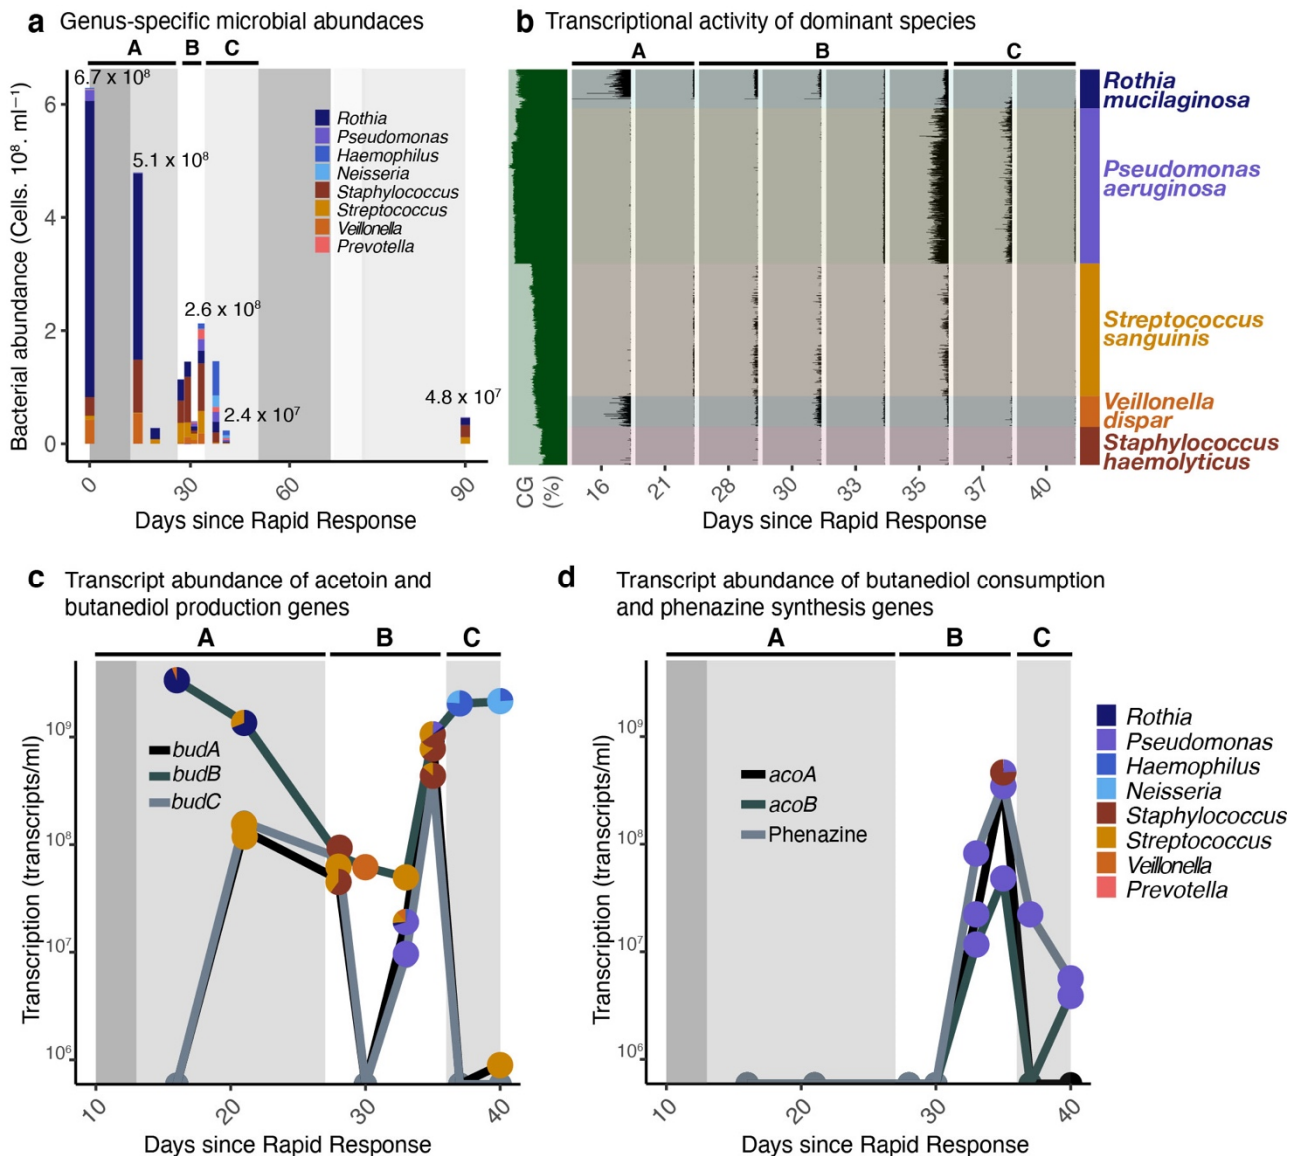 a Genus-specific microbial abundaces
A B C
6.7 x 10⁸
5.1 x 10⁸
2.6 x 10⁸
2.4 x 10⁷
4.8 x 10⁷
Rothia
Pseudomonas
Haemophilus
Neisseria
Staphylococcus
Streptococcus
Veillonella
Prevotella
Bacterial abundance (Cells. 10⁸. ml⁻¹)
6
4
2
0
0 30 60 90
Days since Rapid Response
b Transcriptional activity of dominant species
A B C
Rothia
mucilaginosa
Pseudomonas
aeruginosa
Streptococcus
sanguinis
Veillonella
dispar
Staphylococcus
haemolyticus
CG
(%)
16 21 28 30 33 35 37 40
Days since Rapid Response
c Transcript abundance of acetoin and
butanediol production genes
A B C
budA
budB
budC
Transcription (transcripts/ml)
10⁹
10⁸
10⁷
10⁶
10 20 30 40
Days since Rapid Response
d Transcript abundance of butanediol consumption
and phenazine synthesis genes
A B C
acoA
acoB
Phenazine
Transcription (transcripts/ml)
10⁹
10⁸
10⁷
10⁶
10 20 30 40
Days since Rapid Response
Rothia
Pseudomonas
Haemophilus
Neisseria
Staphylococcus
Streptococcus
Veillonella
Prevotella